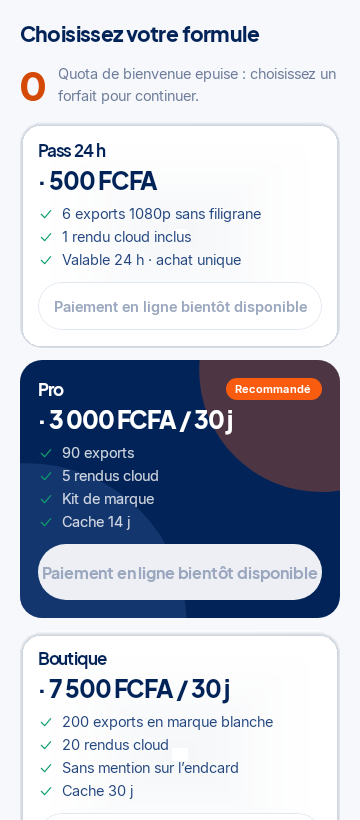 Choisissez votre formule
0
Quota de bienvenue epuise : choisissez un
forfait pour continuer.
Pass 24 h
· 500 FCFA
6 exports 1080p sans filigrane
1 rendu cloud inclus
Valable 24 h · achat unique
Paiement en ligne bientôt disponible
Pro
Recommandé
· 3 000 FCFA / 30 j
90 exports
5 rendus cloud
Kit de marque
Cache 14 j
Paiement en ligne bientôt disponible
Boutique
· 7 500 FCFA / 30 j
200 exports en marque blanche
20 rendus cloud
Sans mention sur l’endcard
Cache 30 j